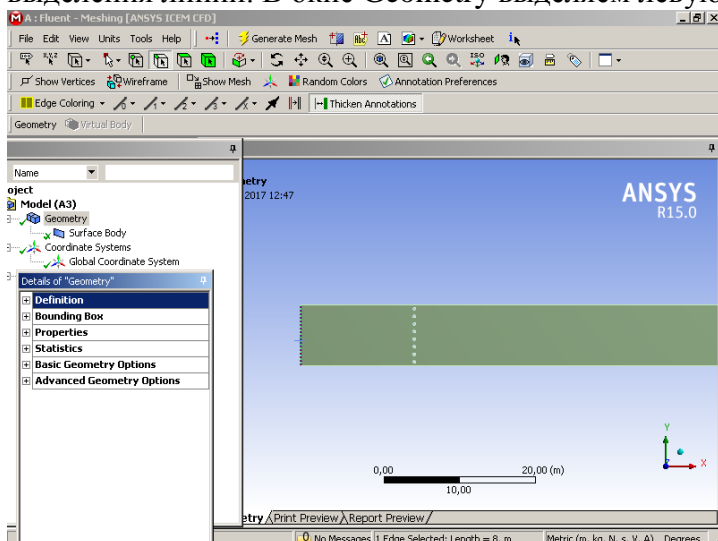 выделения линий. В окне Geometry выделяем левую
A : Fluent - Meshing [ANSYS ICEM CFD]
File Edit View Units Tools Help Generate Mesh A Worksheet
Show Vertices Wireframe Show Mesh Random Colors Annotation Preferences
Edge Coloring Thicken Annotations
Geometry Virtual Body
Name
oject
Model (A3)
Geometry
Surface Body
Coordinate Systems
Global Coordinate System
Details of "Geometry"
Definition
Bounding Box
Properties
Statistics
Basic Geometry Options
Advanced Geometry Options
etry
2017 12:47
ANSYS
R15.0
0,00 20,00 (m)
10,00
Y
X
etry Print Preview Report Preview
No Messages 1 Edge Selected: Length = 8, m Metric (m, kg, N, s, V, A) Degrees